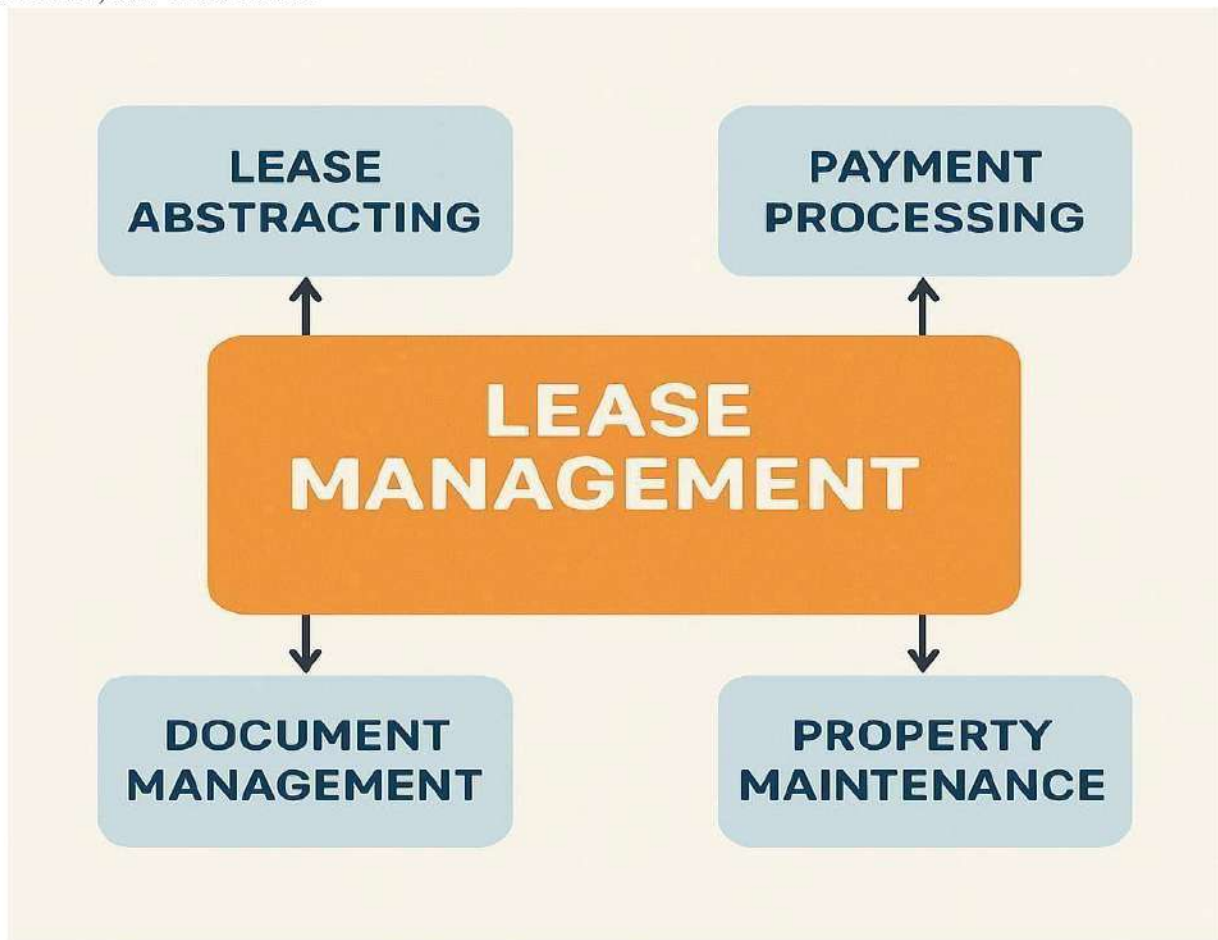 LEASE
ABSTRACTING
PAYMENT
PROCESSING
LEASE
MANAGEMENT
DOCUMENT
MANAGEMENT
PROPERTY
MAINTENANCE